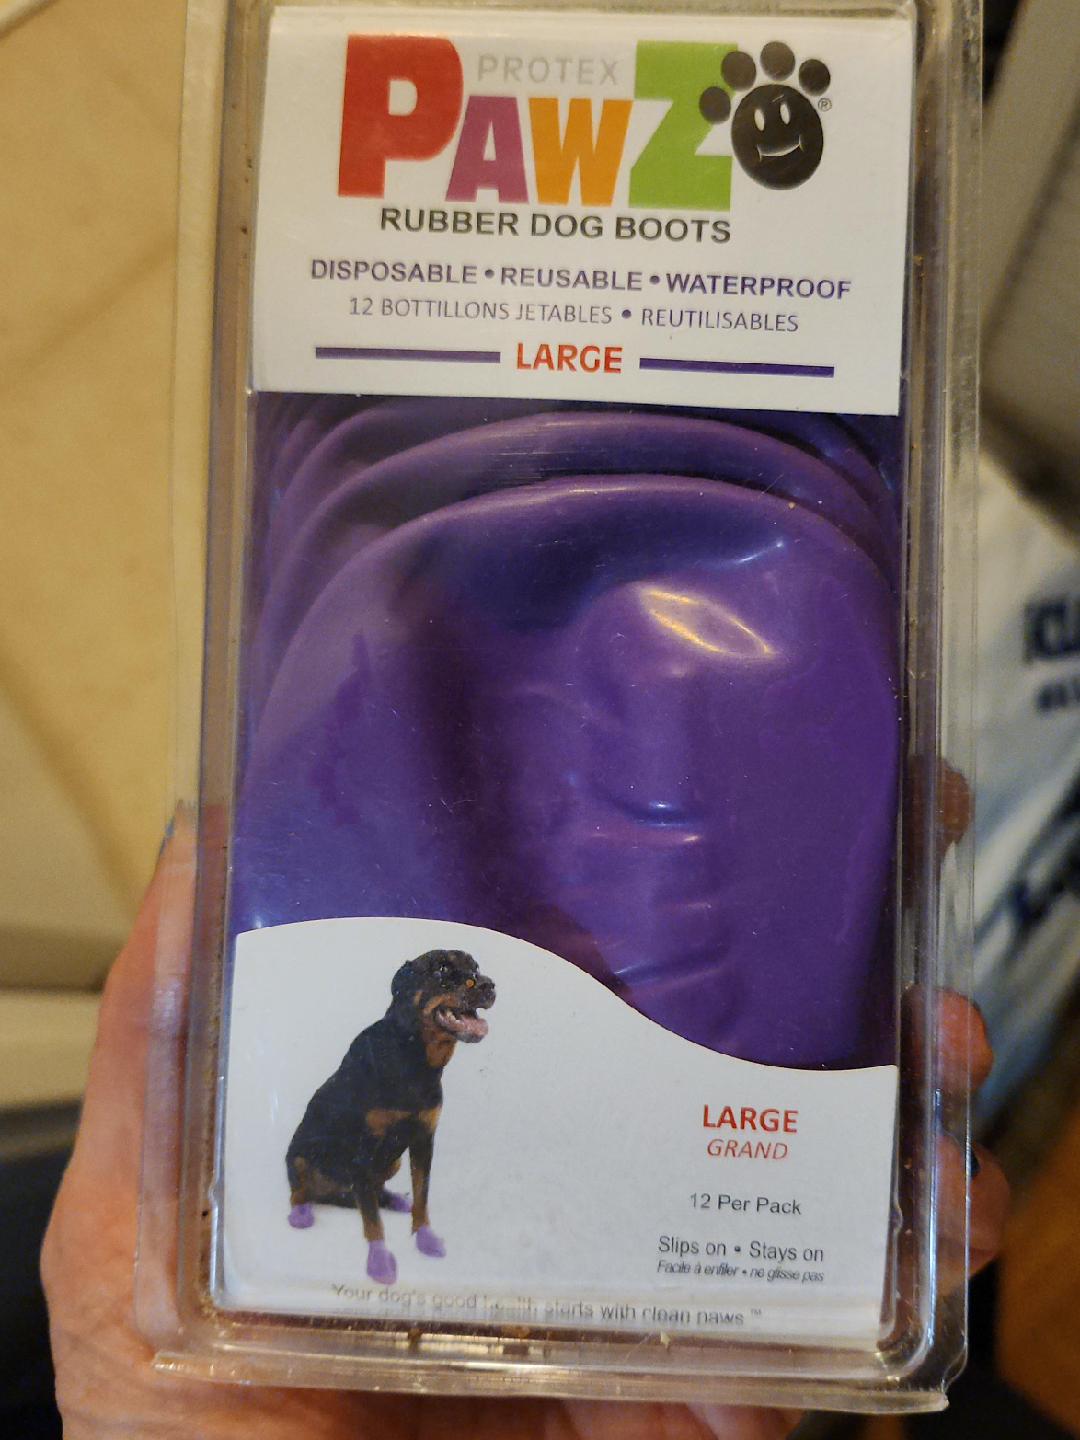 PROTEX
PAWZ®
RUBBER DOG BOOTS
DISPOSABLE • REUSABLE • WATERPROOF
12 BOTTILLONS JETABLES • REUTILISABLES
LARGE
LARGE
GRAND
12 Per Pack
Slips on • Stays on
Facile à enfiler • ne glisse pas
Your dog's good health starts with clean paws™